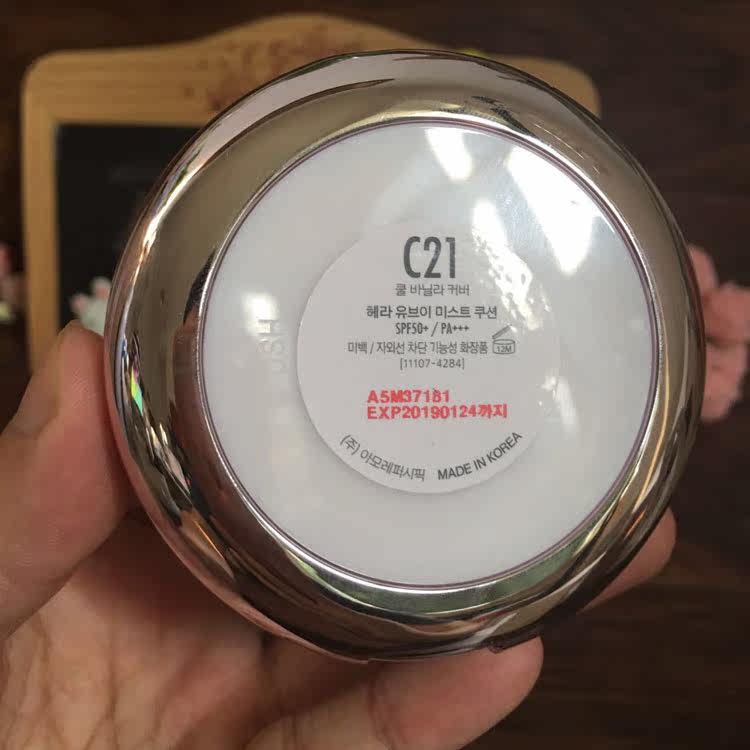 C21
쿨 바닐라 커버
헤라 유브이 미스트 쿠션
SPF50+ / PA+++
미백 / 자외선 차단 기능성 화장품 12M
[11107-4284]
A5M37181
EXP20190124까지
(주) 아모레퍼시픽 MADE IN KOREA